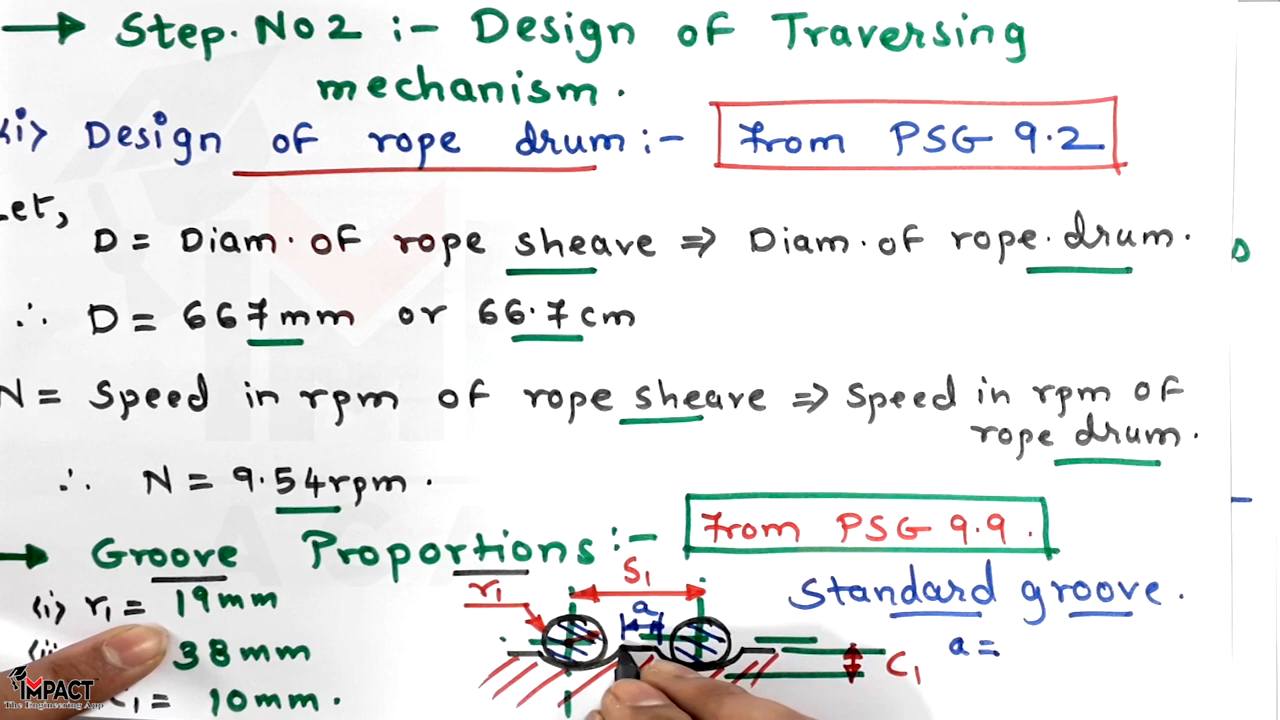 → Step. No 2 :- Design of Traversing
mechanism.
<i> Design of rope drum :- From PSG 9.2
Let,
D = Diam. of rope sheave ⇒ Diam. of rope drum.
∴ D = 667mm or 66.7cm
N = Speed in rpm of rope sheave ⇒ Speed in rpm of
rope drum.
∴ N = 9.54rpm.
→ Groove Proportions :- From PSG 9.9.
<i> r1 = 19mm
38mm
1 = 10mm.
r1
S1
a
C1
Standard groove.
a =
IMPACT
The Engineering App